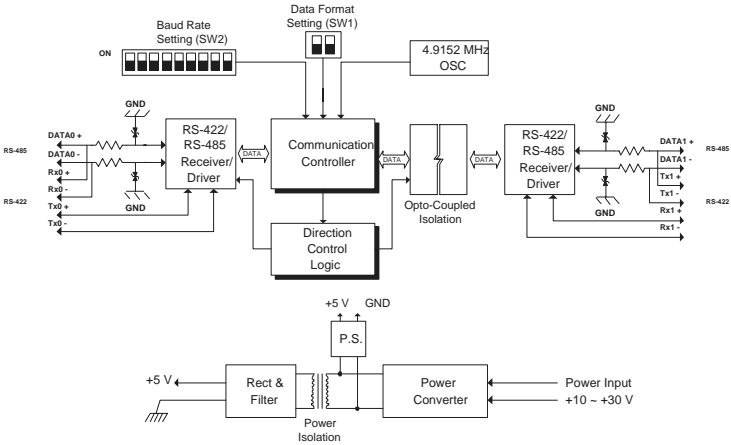 Data Format
Setting (SW1)
Baud Rate
Setting (SW2)
ON
4.9152 MHz
OSC
GND
GND
DATA0 +
RS-485
DATA0 -
Rx0 +
Rx0 -
RS-422
Tx0 +
Tx0 -
GND
RS-422/
RS-485
Receiver/
Driver
DATA
Communication
Controller
DATA
DATA
Opto-Coupled
Isolation
Direction
Control
Logic
RS-422/
RS-485
Receiver/
Driver
DATA1 +
RS-485
DATA1 -
Tx1 +
Tx1 -
RS-422
GND
Rx1 +
Rx1 -
+5 V
GND
P.S.
+5 V
Rect &
Filter
Power
Isolation
Power
Converter
Power Input
+10 ~ +30 V